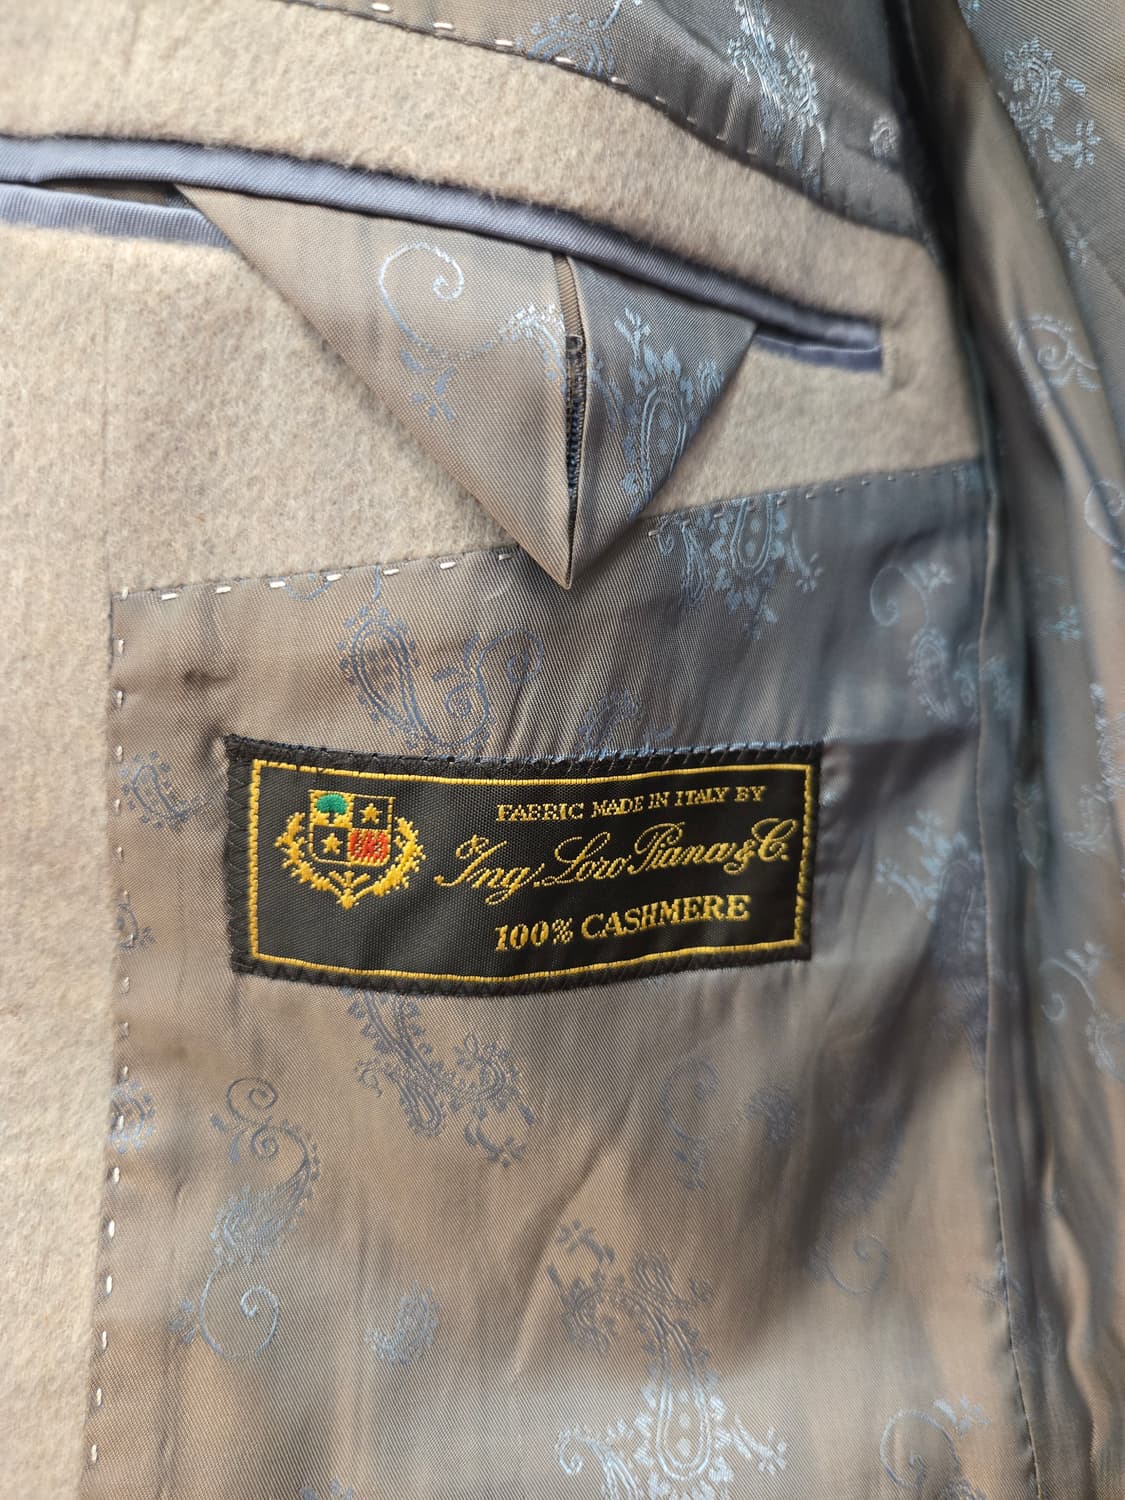 FABRIC MADE IN ITALY BY
Ing. Loro Piana & C.
100% CASHMERE